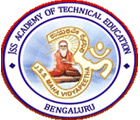 JSS ACADEMY OF TECHNICAL EDUCATION
J.S.S. MAHA VIDYAPEETHA
BENGALURU